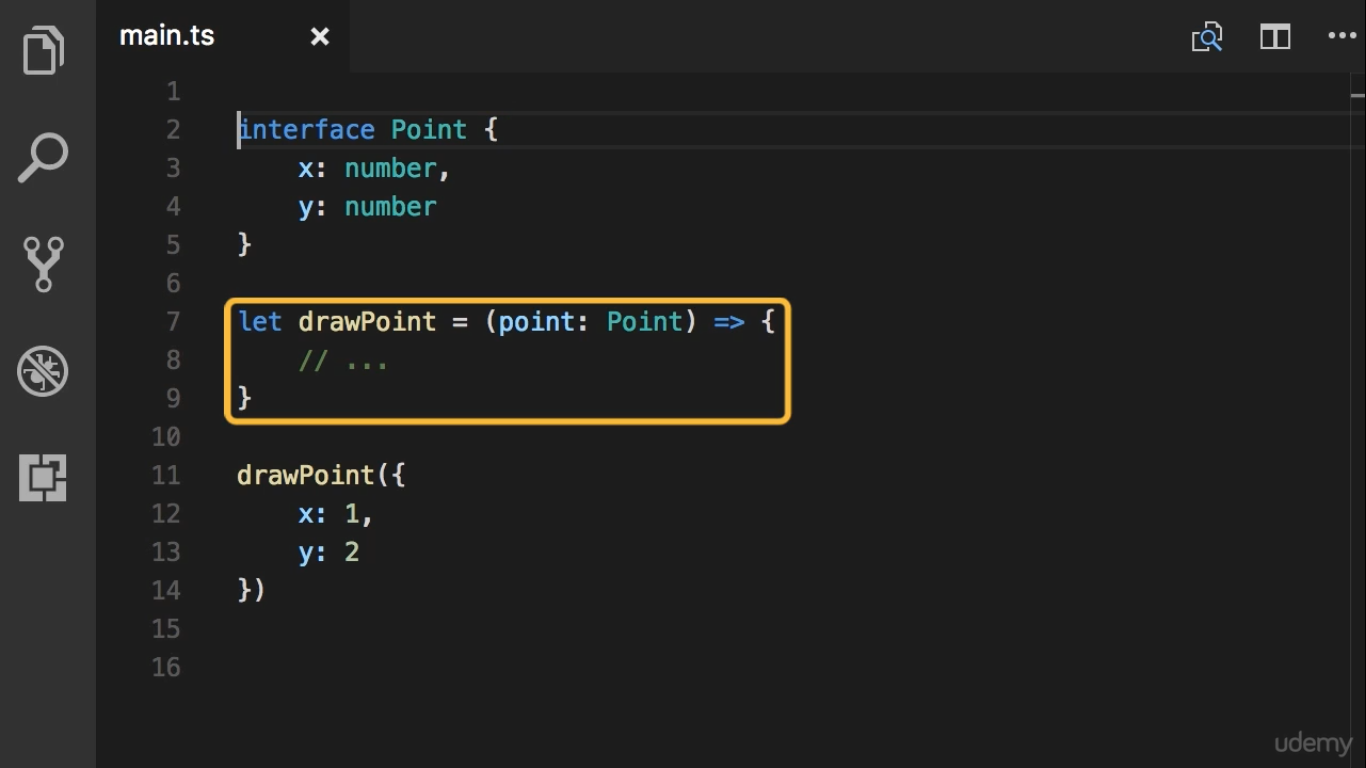 main.ts
1
2 interface Point {
3     x: number,
4     y: number
5 }
6
7 let drawPoint = (point: Point) => {
8     // ...
9 }
10
11 drawPoint({
12     x: 1,
13     y: 2
14 })
15
16
udemy